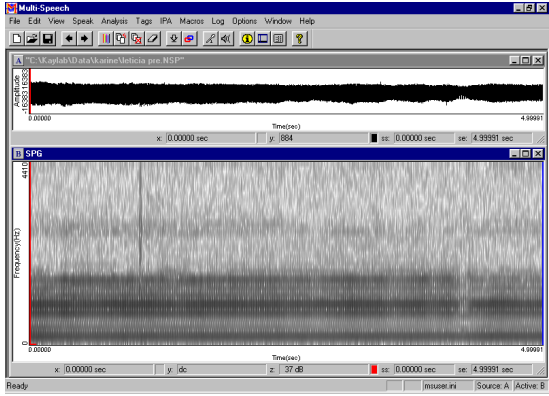 Multi-Speech
File Edit View Speak Analysis Tags IPA Macros Log Options Window Help
A "C:\Kaylab\Data\karine\leticia pre.NSP"
Amplitude
-16383 16383
0.00000 4.99991
Time(sec)
x: 0.00000 sec y: 884 ss: 0.00000 sec se: 4.99991 sec
B SPG
4410
Frequency(Hz)
0
0.00000 4.99991
Time(sec)
x: 0.00000 sec y: dc z: 37 dB ss: 0.00000 sec se: 4.99991 sec
Ready msuser.ini Source: A Active: B